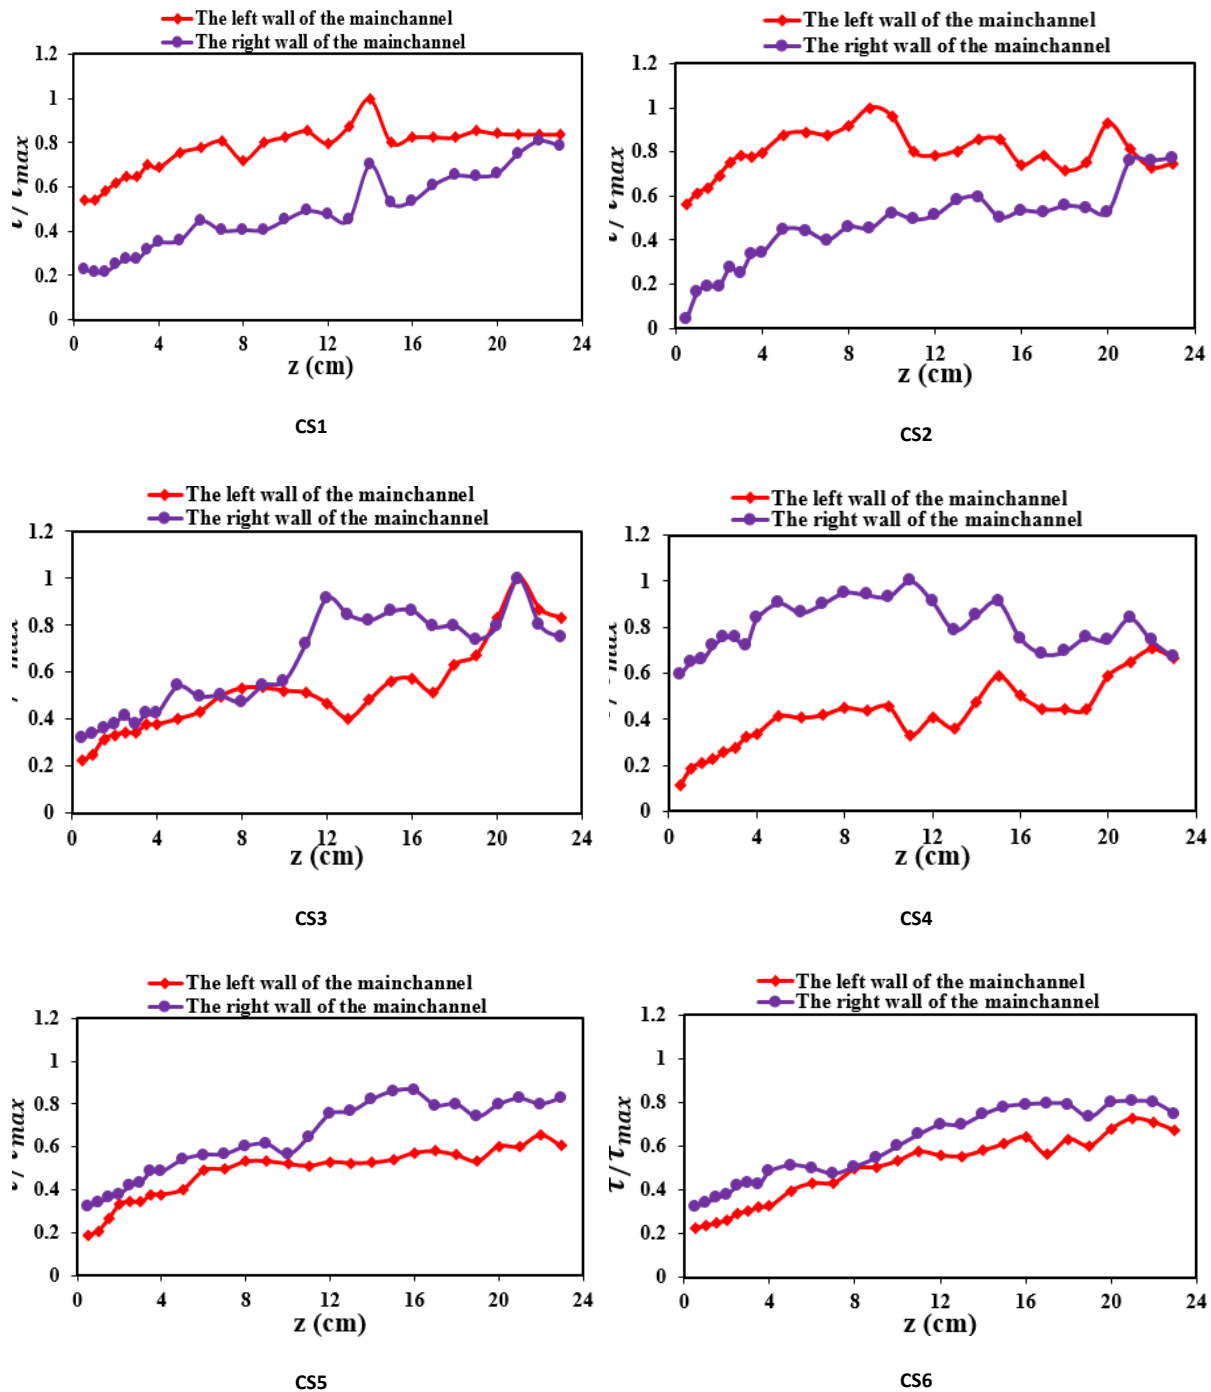 The left wall of the mainchannel
The right wall of the mainchannel
1.2
1
0.8
0.6
0.4
0.2
0
τ/τmax
0 4 8 12 16 20 24
z (cm)
CS1
The left wall of the mainchannel
The right wall of the mainchannel
1.2
1
0.8
0.6
0.4
0.2
0
τ/τmax
0 4 8 12 16 20 24
z (cm)
CS2
The left wall of the mainchannel
The right wall of the mainchannel
1.2
1
0.8
0.6
0.4
0.2
0
max
0 4 8 12 16 20 24
z (cm)
CS3
The left wall of the mainchannel
The right wall of the mainchannel
1.2
1
0.8
0.6
0.4
0.2
0
max
0 4 8 12 16 20 24
z (cm)
CS4
The left wall of the mainchannel
The right wall of the mainchannel
1.2
1
0.8
0.6
0.4
0.2
0
τ/τmax
0 4 8 12 16 20 24
z (cm)
CS5
The left wall of the mainchannel
The right wall of the mainchannel
1.2
1
0.8
0.6
0.4
0.2
0
τ/τmax
0 4 8 12 16 20 24
z (cm)
CS6